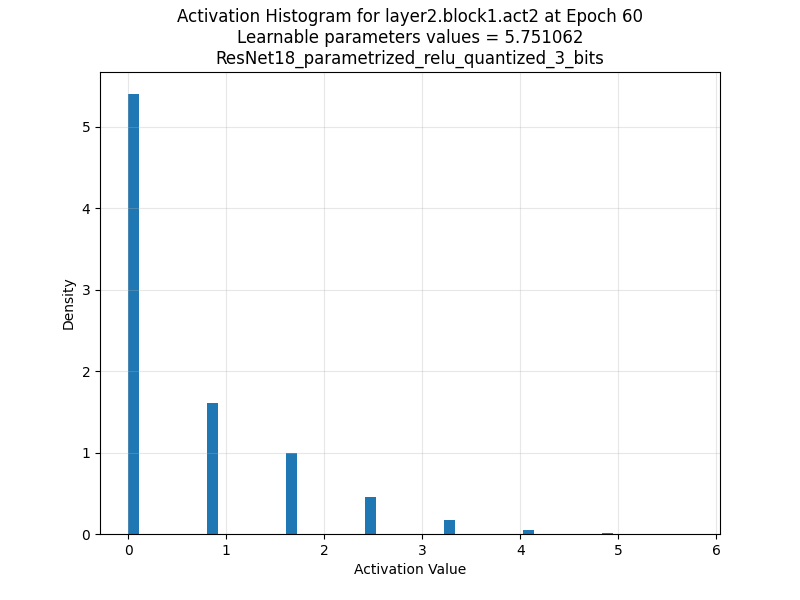 Activation Histogram for layer2.block1.act2 at Epoch 60
Learnable parameters values = 5.751062
ResNet18_parametrized_relu_quantized_3_bits
5
4
3
2
1
0
Density
0 1 2 3 4 5 6
Activation Value